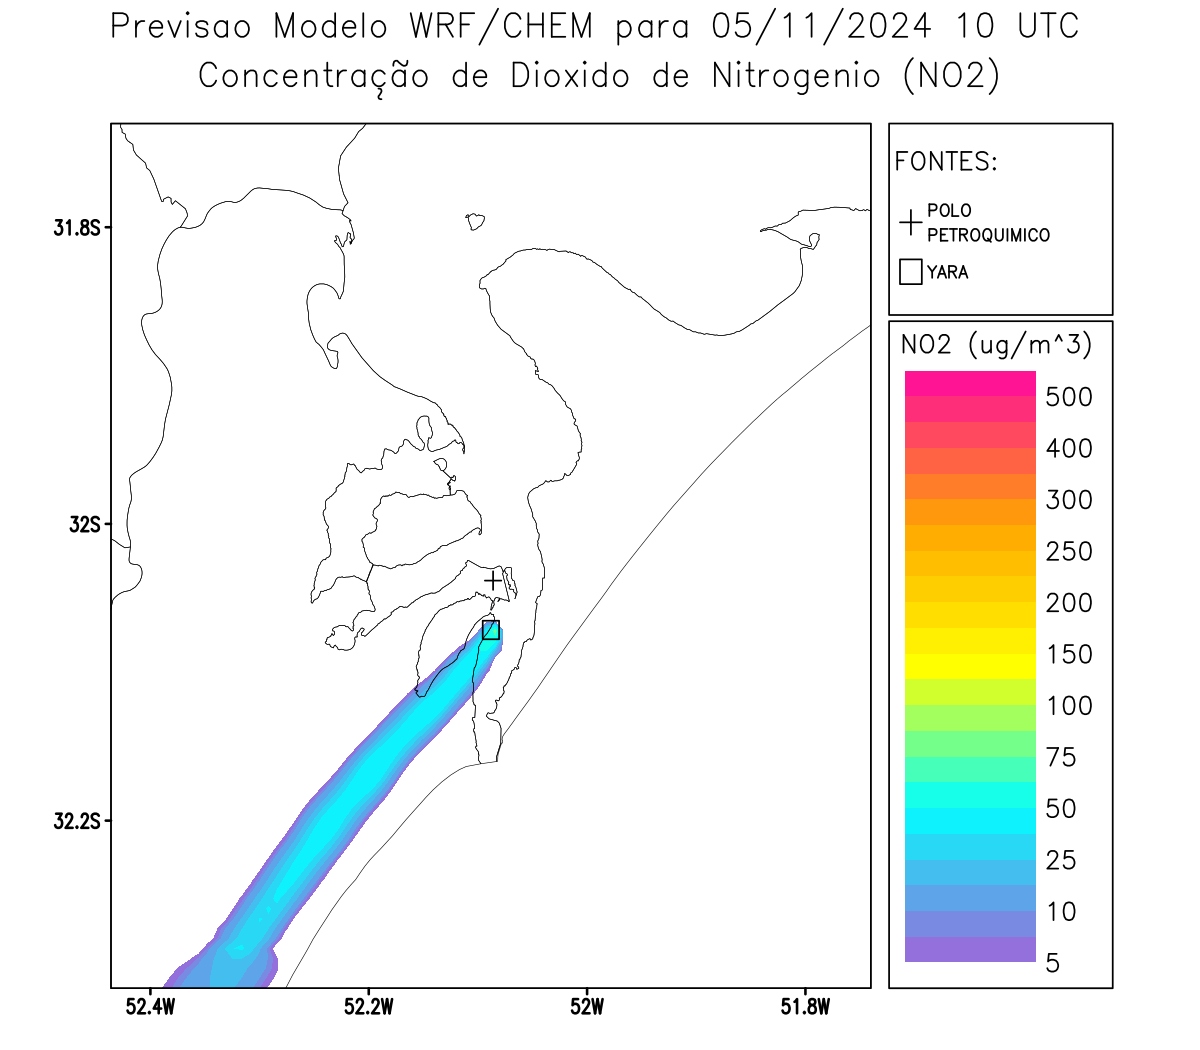 Previsao Modelo WRF/CHEM para 05/11/2024 10 UTC
Concentração de Dioxido de Nitrogenio (NO2)
31.8S
32S
32.2S
52.4W
52.2W
52W
51.8W
FONTES:
POLO
PETROQUIMICO
YARA
NO2 (ug/m^3)
500
400
300
250
200
150
100
75
50
25
10
5